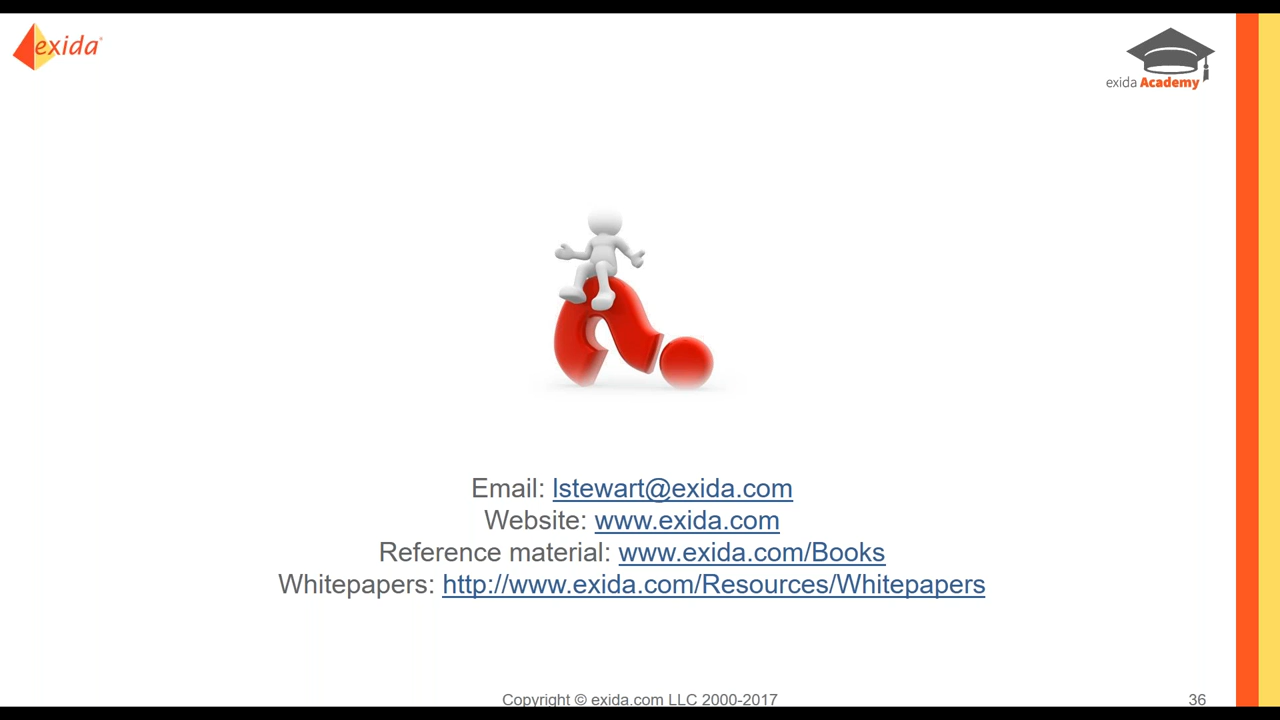 exida
exida Academy
Email: lstewart@exida.com
Website: www.exida.com
Reference material: www.exida.com/Books
Whitepapers: http://www.exida.com/Resources/Whitepapers
Copyright © exida.com LLC 2000-2017
36